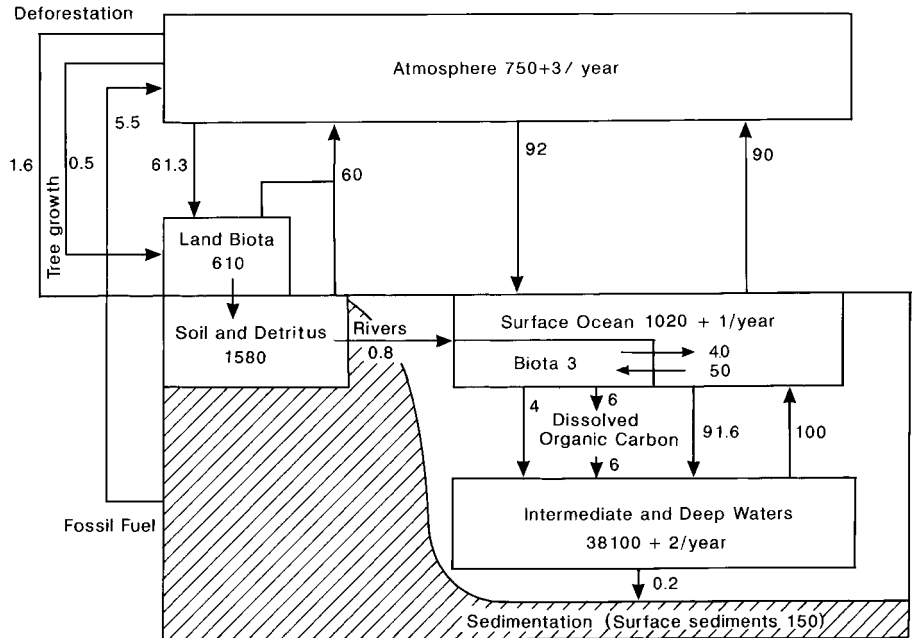 Deforestation
Atmosphere 750+3/ year
5.5
1.6
0.5
61.3
60
92
90
Tree growth
Land Biota
610
Soil and Detritus
1580
Rivers
0.8
Surface Ocean 1020 + 1/year
Biota 3
40
50
4
6
Dissolved
Organic Carbon
91.6
100
6
Fossil Fuel
Intermediate and Deep Waters
38100 + 2/year
0.2
Sedimentation (Surface sediments 150)